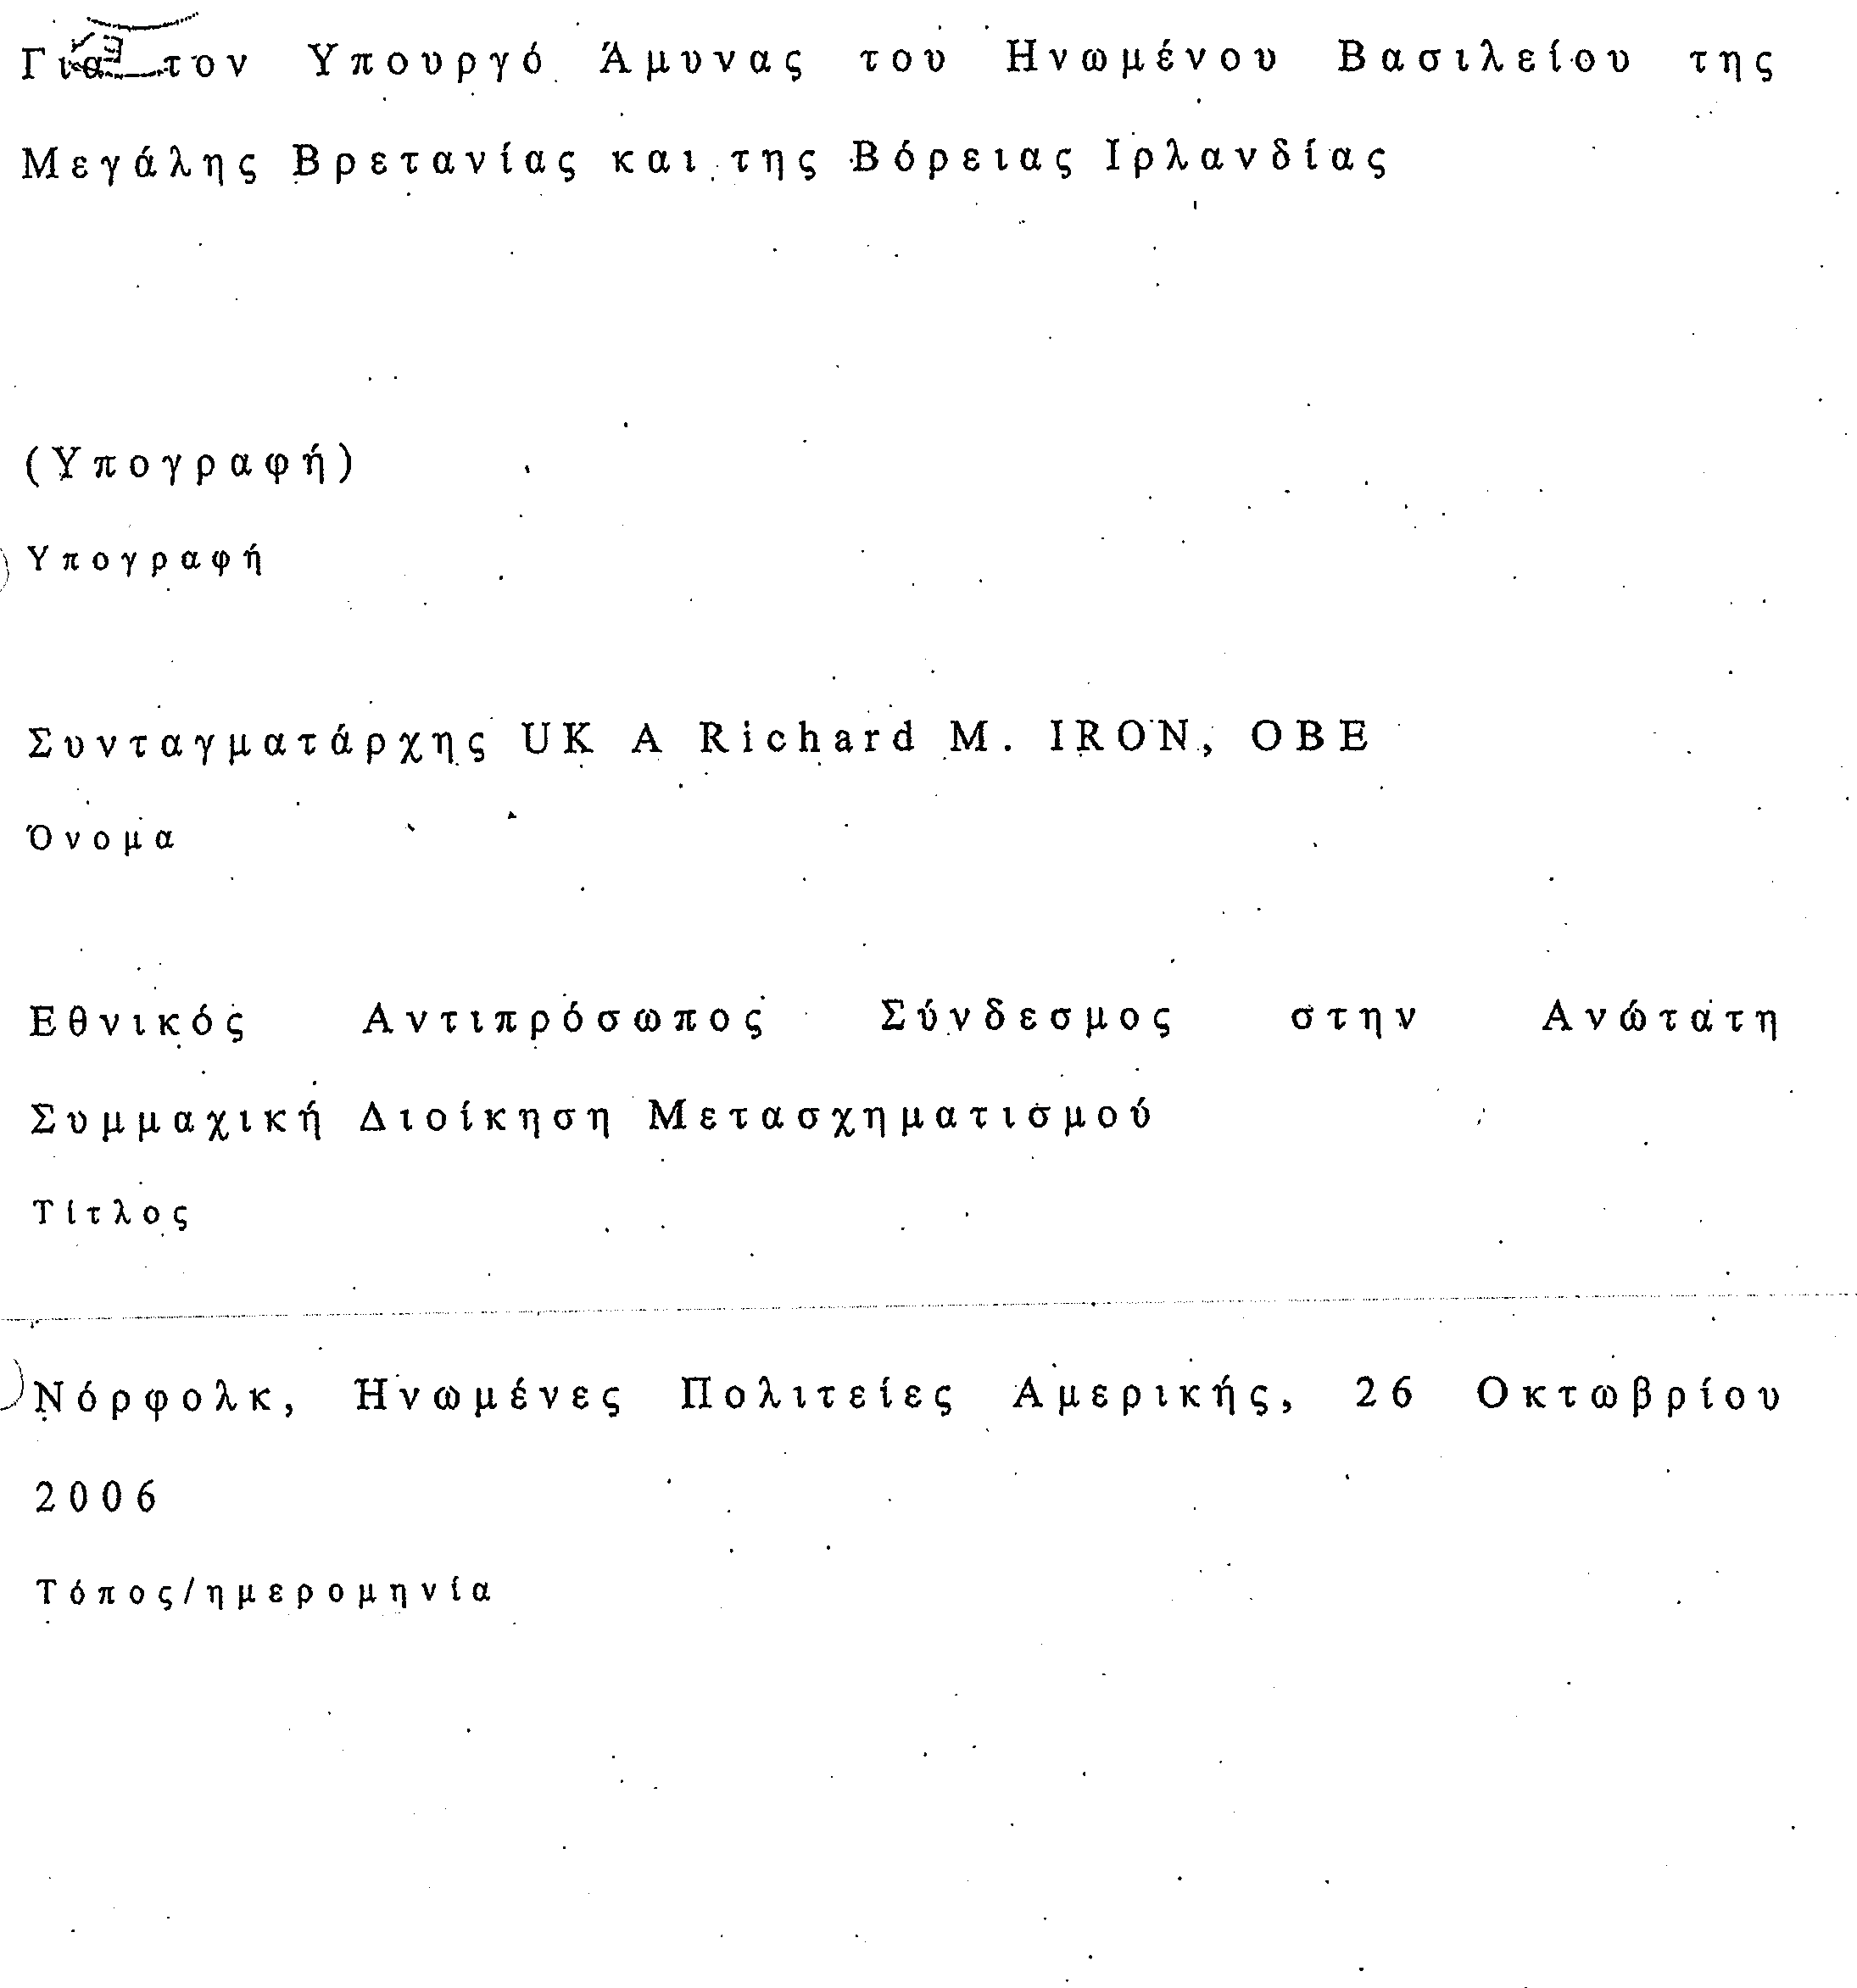 Για τον Υπουργό Άμυνας του Ηνωμένου Βασιλείου της
Μεγάλης Βρετανίας και της Βόρειας Ιρλανδίας
(Υπογραφή)
Υπογραφή
Συνταγματάρχης UK A Richard M. IRON, OBE
Όνομα
Εθνικός Αντιπρόσωπος Σύνδεσμος στην Ανώτατη
Συμμαχική Διοίκηση Μετασχηματισμού
Τίτλος
Νόρφολκ, Ηνωμένες Πολιτείες Αμερικής, 26 Οκτωβρίου
2006
Τόπος/ημερομηνία